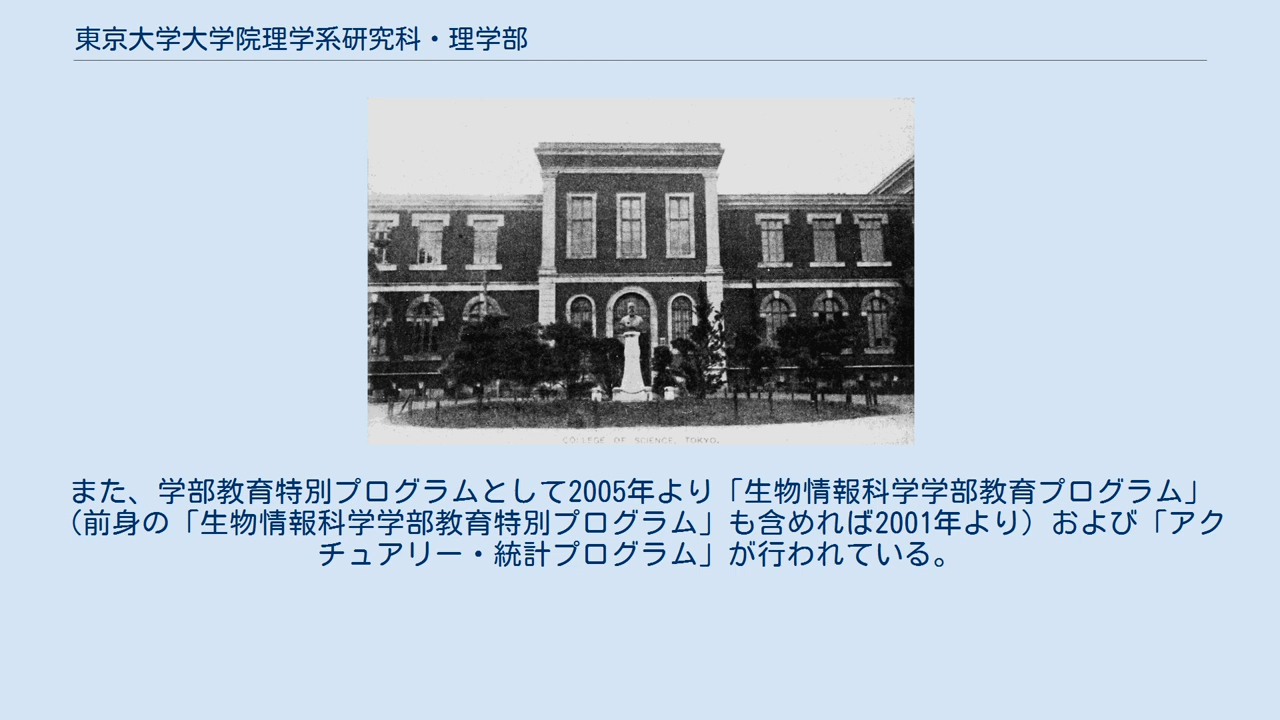 東京大学大学院理学系研究科・理学部
COLLEGE OF SCIENCE, TOKYO.
また、学部教育特別プログラムとして2005年より「生物情報科学学部教育プログラム」
（前身の「生物情報科学学部教育特別プログラム」も含めれば2001年より）および「アク
チュアリー・統計プログラム」が行われている。